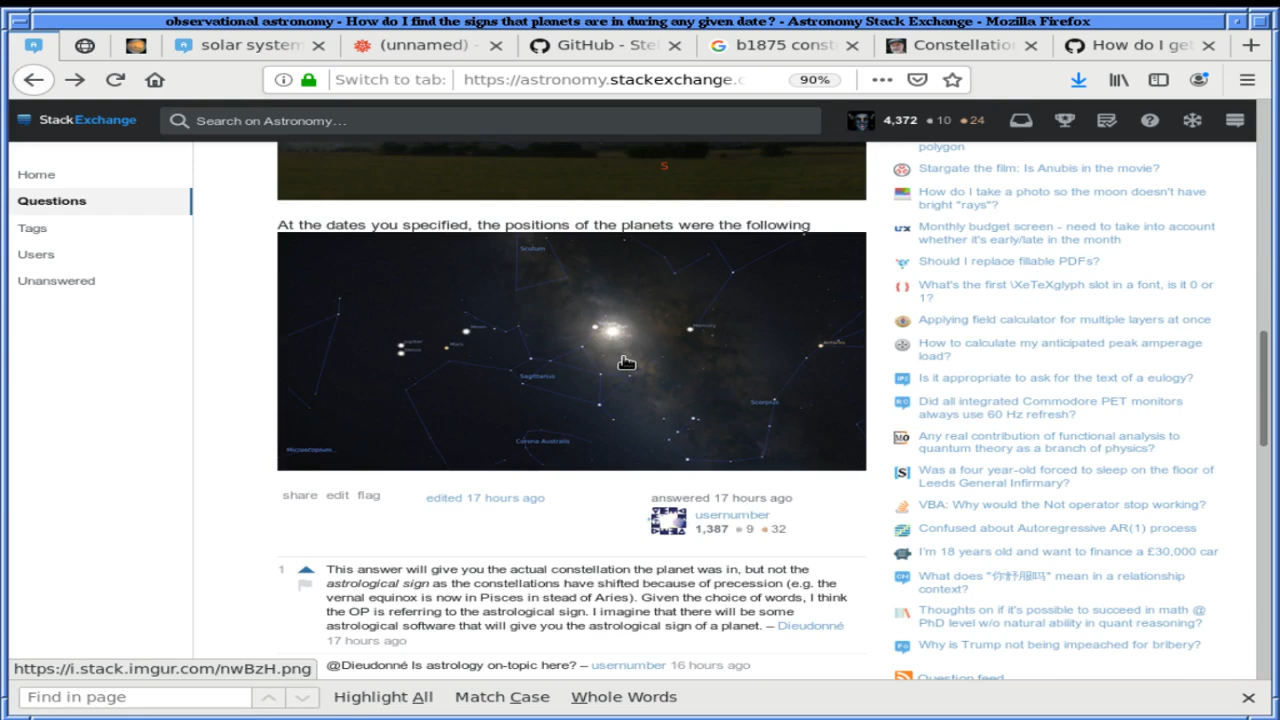 observational astronomy - How do I find the signs that planets are in during any given date? - Astronomy Stack Exchange - Mozilla Firefox
solar system
(unnamed) -
GitHub - Ste
b1875 const
Constellatio
How do I get
Switch to tab:
https://astronomy.stackexchange.c
90%
StackExchange
Search on Astronomy…
4,372
10
24
Home
Questions
Tags
Users
Unanswered
S
At the dates you specified, the positions of the planets were the following
Scutum
Moon
Jupiter
Venus
Mars
Mercury
Antares
Sagittarius
Scorpius
Corona Australis
Microscopium
share edit flag
edited 17 hours ago
answered 17 hours ago
usernumber
1,387
9
32
1
This answer will give you the actual constellation the planet was in, but not the
astrological sign as the constellations have shifted because of precession (e.g. the
vernal equinox is now in Pisces in stead of Aries). Given the choice of words, I think
the OP is referring to the astrological sign. I imagine that there will be some
astrological software that will give you the astrological sign of a planet. – Dieudonné
17 hours ago
@Dieudonné Is astrology on-topic here? – usernumber 16 hours ago
polygon
Stargate the film: Is Anubis in the movie?
How do I take a photo so the moon doesn't have
bright "rays"?
Monthly budget screen - need to take into account
whether it's early/late in the month
Should I replace fillable PDFs?
What's the first \XeTeXglyph slot in a font, is it 0 or
1?
Applying field calculator for multiple layers at once
How to calculate my anticipated peak amperage
load?
Is it appropriate to ask for the text of a eulogy?
Did all integrated Commodore PET monitors
always use 60 Hz refresh?
Any real contribution of functional analysis to
quantum theory as a branch of physics?
Was a four year-old forced to sleep on the floor of
Leeds General Infirmary?
VBA: Why would the Not operator stop working?
Confused about Autoregressive AR(1) process
I'm 18 years old and want to finance a £30,000 car
What does "你舒服吗" mean in a relationship
context?
Thoughts on if it's possible to succeed in math @
PhD level w/o natural ability in quant research?
Why is Trump not being impeached for bribery?
Question feed
https://i.stack.imgur.com/nwBzH.png
Find in page
Highlight All
Match Case
Whole Words